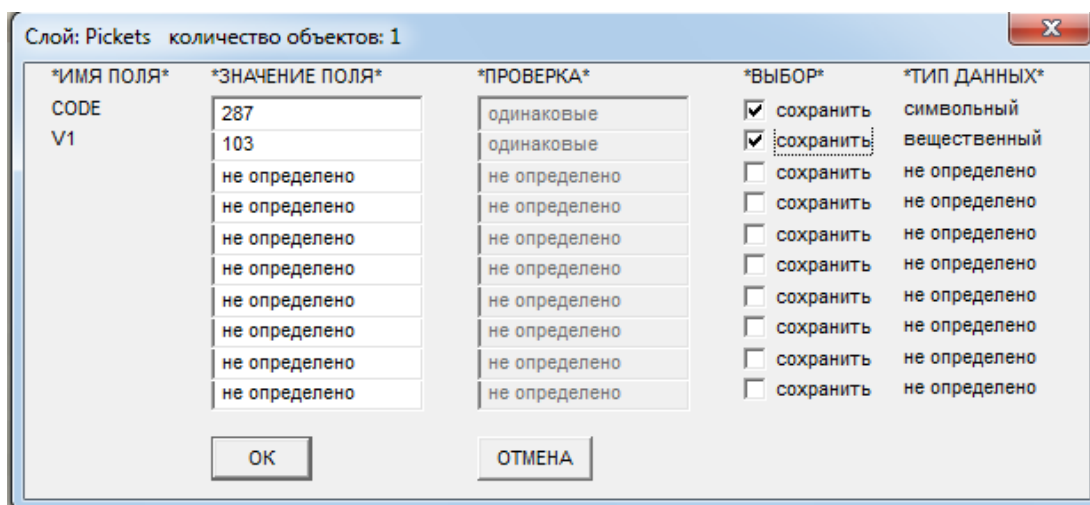 Слой: Pickets количество объектов: 1
*ИМЯ ПОЛЯ* *ЗНАЧЕНИЕ ПОЛЯ* *ПРОВЕРКА* *ВЫБОР* *ТИП ДАННЫХ*
CODE 287 одинаковые сохранить символьный
V1 103 одинаковые сохранить вещественный
не определено не определено сохранить не определено
не определено не определено сохранить не определено
не определено не определено сохранить не определено
не определено не определено сохранить не определено
не определено не определено сохранить не определено
не определено не определено сохранить не определено
не определено не определено сохранить не определено
не определено не определено сохранить не определено
ОК ОТМЕНА